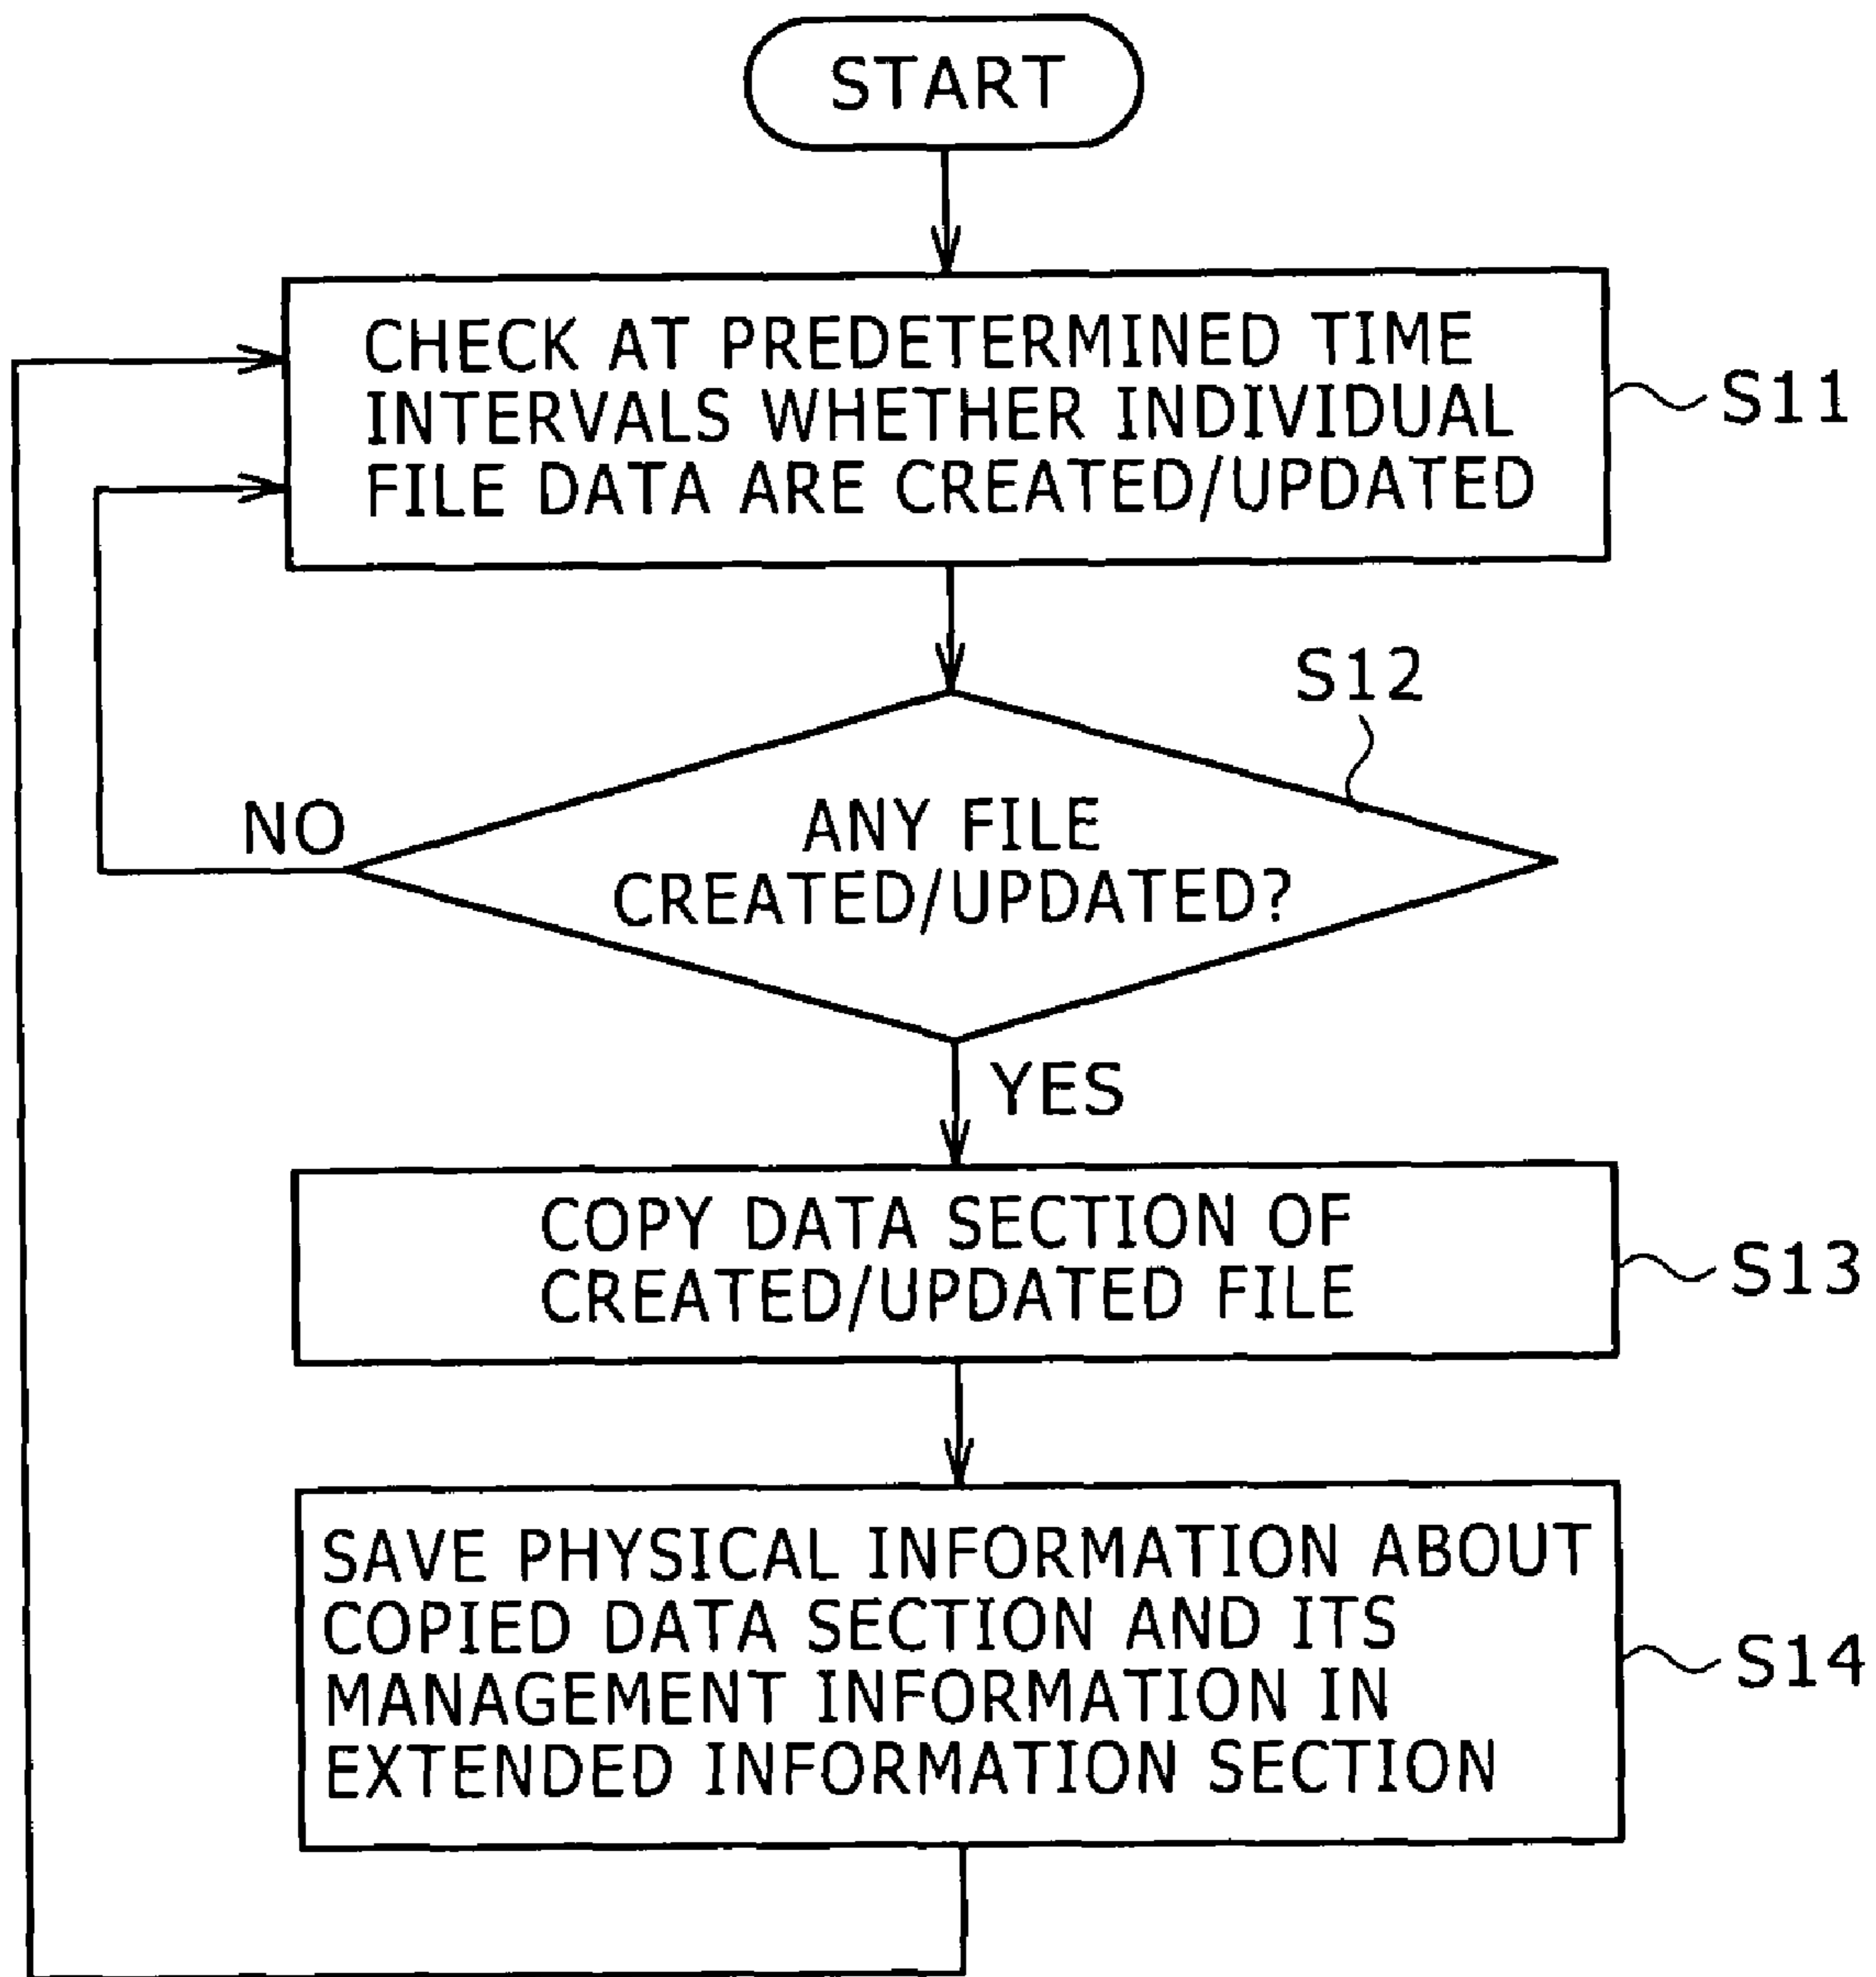 START
CHECK AT PREDETERMINED TIME
INTERVALS WHETHER INDIVIDUAL
FILE DATA ARE CREATED/UPDATED
S11
S12
ANY FILE
CREATED/UPDATED?
NO
YES
COPY DATA SECTION OF
CREATED/UPDATED FILE
S13
SAVE PHYSICAL INFORMATION ABOUT
COPIED DATA SECTION AND ITS
MANAGEMENT INFORMATION IN
EXTENDED INFORMATION SECTION
S14